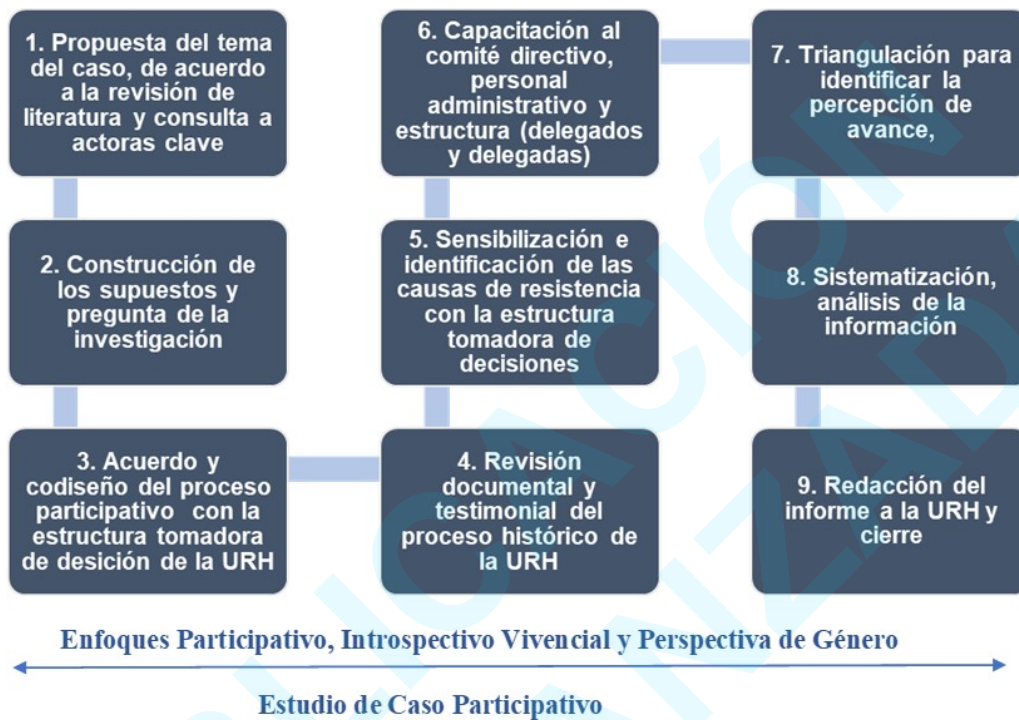 1. Propuesta del tema
del caso, de acuerdo
a la revisión de
literatura y consulta a
actoras clave
2. Construcción de
los supuestos y
pregunta de la
investigación
3. Acuerdo y
codiseño del proceso
participativo con la
estructura tomadora
de desición de la URH
4. Revisión
documental y
testimonial del
proceso histórico de
la URH
5. Sensibilización e
identificación de las
causas de resistencia
con la estructura
tomadora de
decisiones
6. Capacitación al
comité directivo,
personal
administrativo y
estructura (delegados
y delegadas)
7. Triangulación para
identificar la
percepción de
avance,
8. Sistematización,
análisis de la
información
9. Redacción del
informe a la URH y
cierre
Enfoques Participativo, Introspectivo Vivencial y Perspectiva de Género
Estudio de Caso Participativo